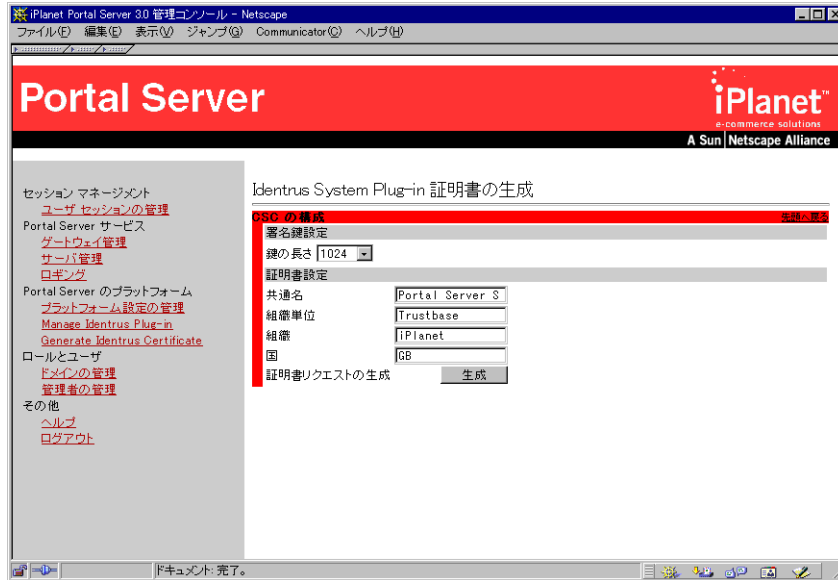 iPlanet Portal Server 3.0 管理コンソール - Netscape
ファイル(F) 編集(E) 表示(V) ジャンプ(G) Communicator(C) ヘルプ(H)
Portal Server
iPlanet™
e-commerce solutions
A Sun | Netscape Alliance
セッション マネージメント
ユーザ セッションの管理
Portal Server サービス
ゲートウェイ管理
サーバ管理
ロギング
Portal Server のプラットフォーム
プラットフォーム設定の管理
Manage Identrus Plug-in
Generate Identrus Certificate
ロールとユーザ
ドメインの管理
管理者の管理
その他
ヘルプ
ログアウト
Identrus System Plug-in 証明書の生成
CSC の構成 先頭へ戻る
署名鍵設定
鍵の長さ 1024
証明書設定
共通名 Portal Server S
組織単位 Trustbase
組織 iPlanet
国 GB
証明書リクエストの生成 生成
ドキュメント: 完了。